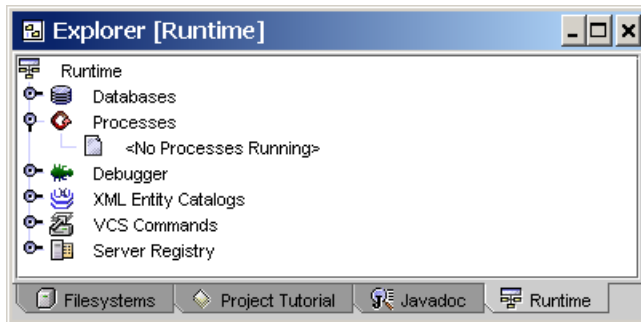 Explorer [Runtime]
Runtime
Databases
Processes
<No Processes Running>
Debugger
XML Entity Catalogs
VCS Commands
Server Registry
Filesystems Project Tutorial Javadoc Runtime